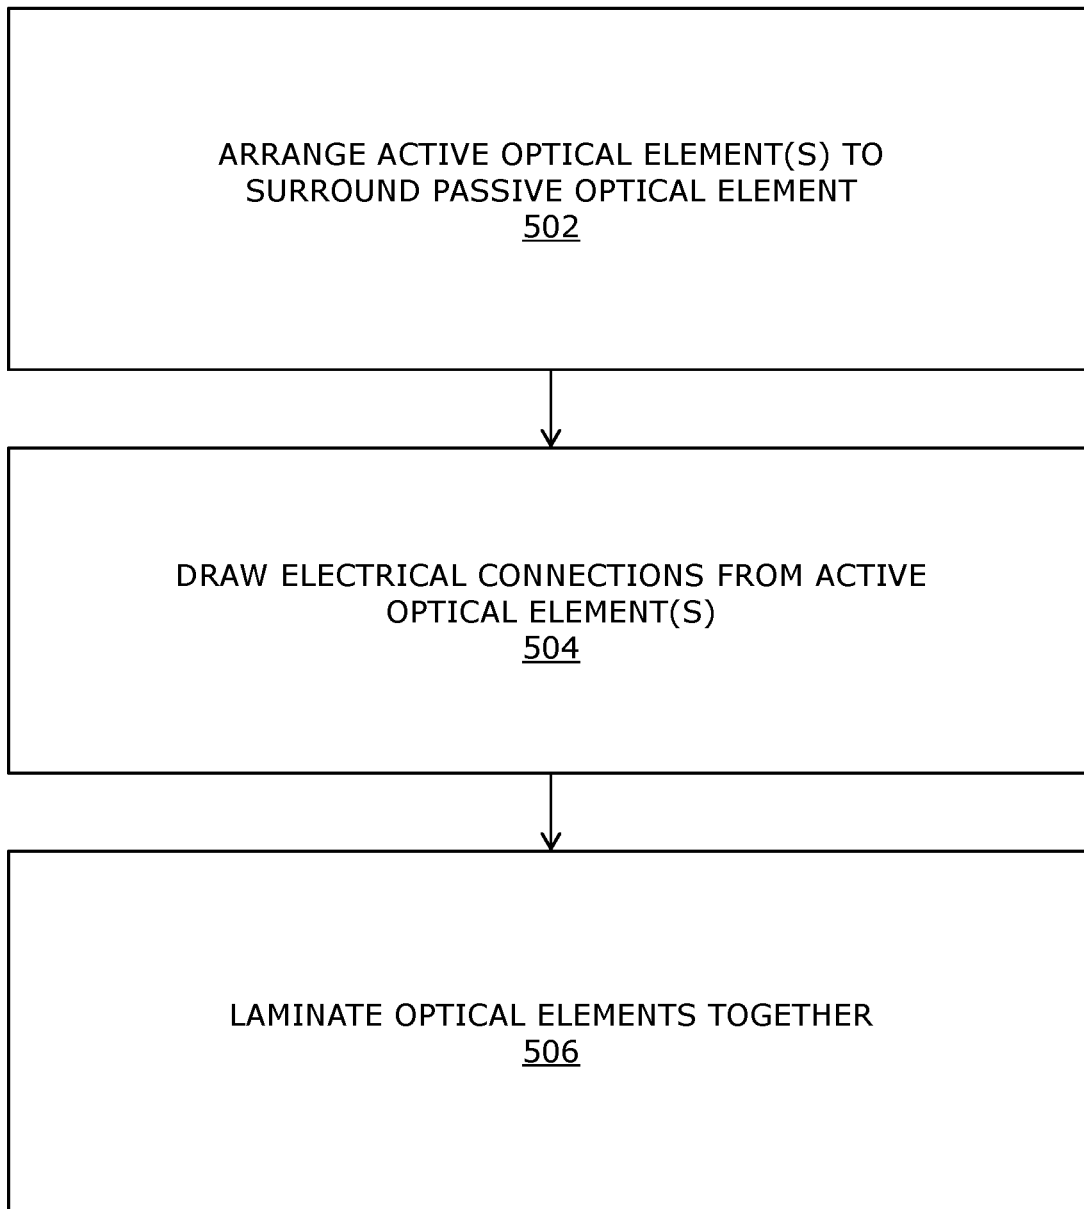 ARRANGE ACTIVE OPTICAL ELEMENT(S) TO
SURROUND PASSIVE OPTICAL ELEMENT
502
DRAW ELECTRICAL CONNECTIONS FROM ACTIVE
OPTICAL ELEMENT(S)
504
LAMINATE OPTICAL ELEMENTS TOGETHER
506